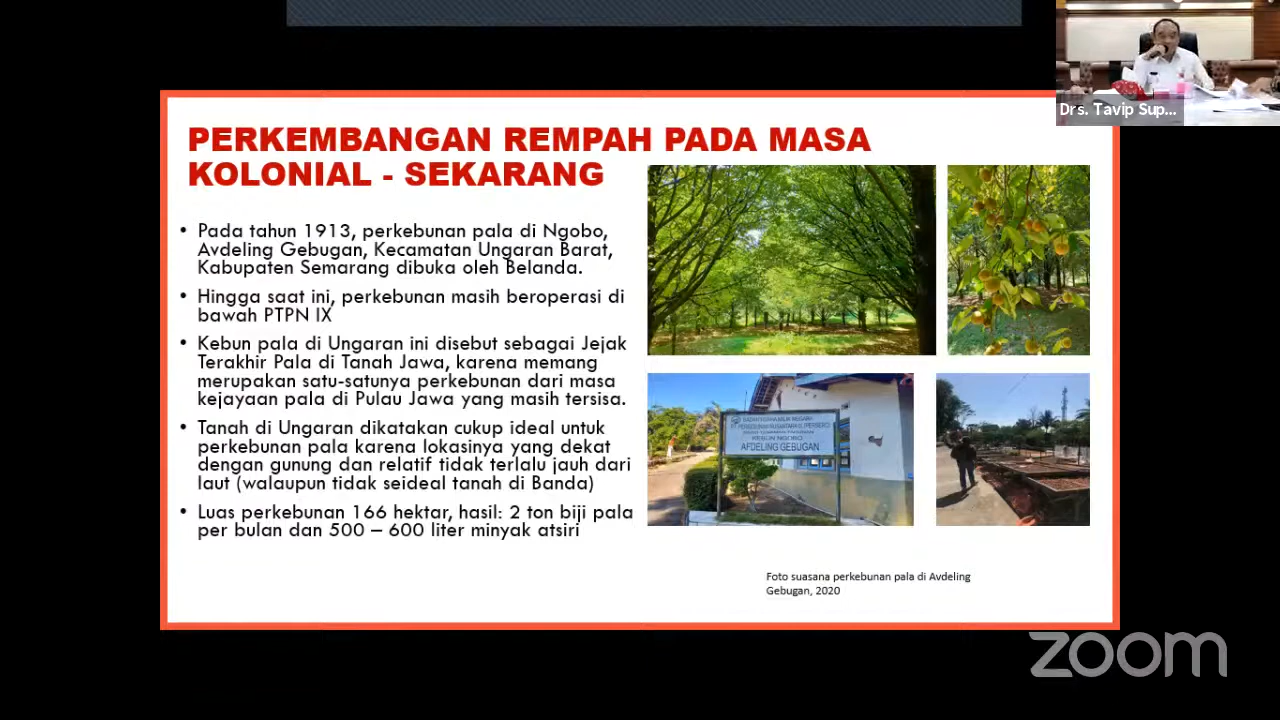 Drs. Tavip Sup...
PERKEMBANGAN REMPAH PADA MASA
KOLONIAL - SEKARANG
• Pada tahun 1913, perkebunan pala di Ngobo,
Avdeling Gebugan, Kecamatan Ungaran Barat,
Kabupaten Semarang dibuka oleh Belanda.
• Hingga saat ini, perkebunan masih beroperasi di
bawah PTPN IX
• Kebun pala di Ungaran ini disebut sebagai Jejak
Terakhir Pala di Tanah Jawa, karena memang
merupakan satu-satunya perkebunan dari masa
kejayaan pala di Pulau Jawa yang masih tersisa.
• Tanah di Ungaran dikatakan cukup ideal untuk
perkebunan pala karena lokasinya yang dekat
dengan gunung dan relatif tidak terlalu jauh dari
laut (walaupun tidak seideal tanah di Banda)
• Luas perkebunan 166 hektar, hasil: 2 ton biji pala
per bulan dan 500 – 600 liter minyak atsiri
KEBUN NGOBO
AFDELING GEBUGAN
Foto suasana perkebunan pala di Avdeling
Gebugan, 2020
zoom